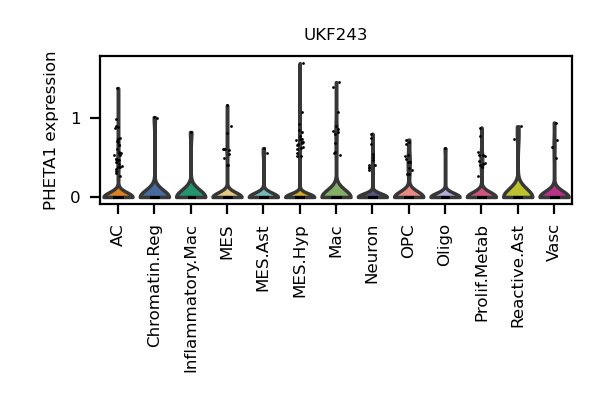 UKF243
PHETA1 expression
1
0
AC
Chromatin.Reg
Inflammatory.Mac
MES
MES.Ast
MES.Hyp
Mac
Neuron
OPC
Oligo
Prolif.Metab
Reactive.Ast
Vasc